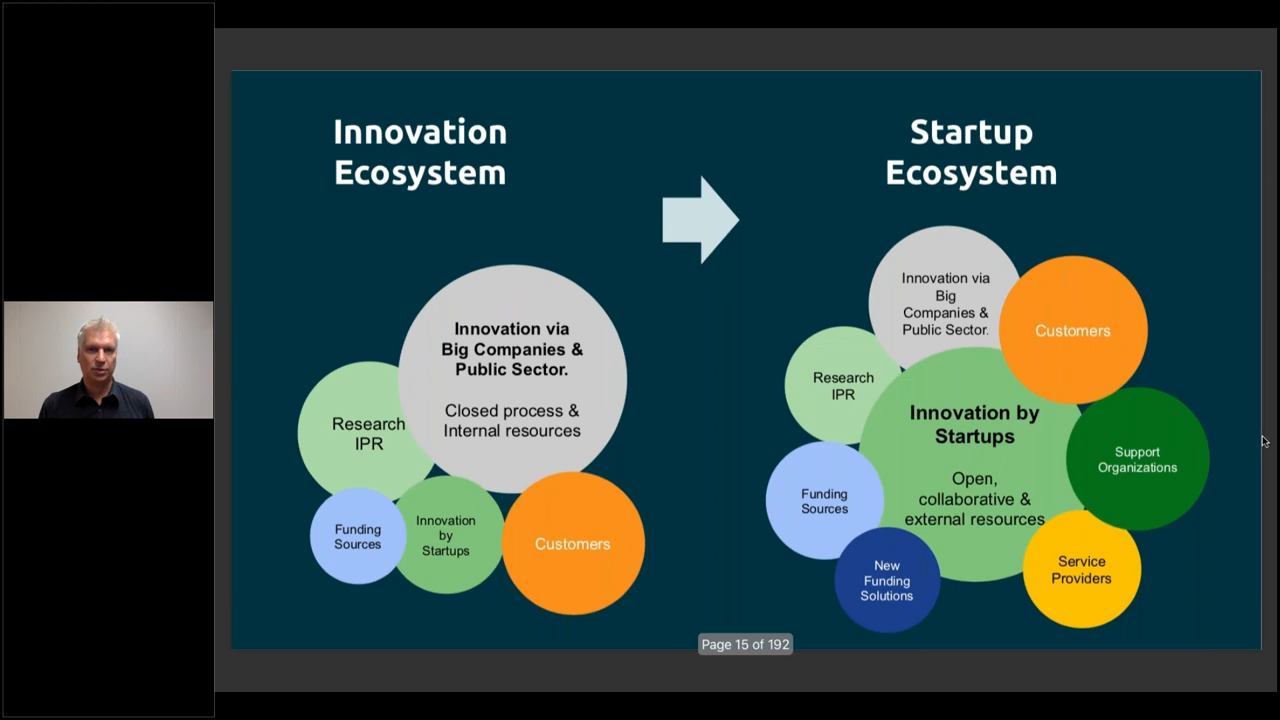 Innovation
Ecosystem
Innovation via
Big Companies &
Public Sector.
Closed process &
Internal resources
Research
IPR
Funding
Sources
Innovation
by
Startups
Customers
Startup
Ecosystem
Innovation via
Big
Companies &
Public Sector.
Customers
Research
IPR
Innovation by
Startups
Open,
collaborative &
external resources
Support
Organizations
Funding
Sources
New
Funding
Solutions
Service
Providers
Page 15 of 192